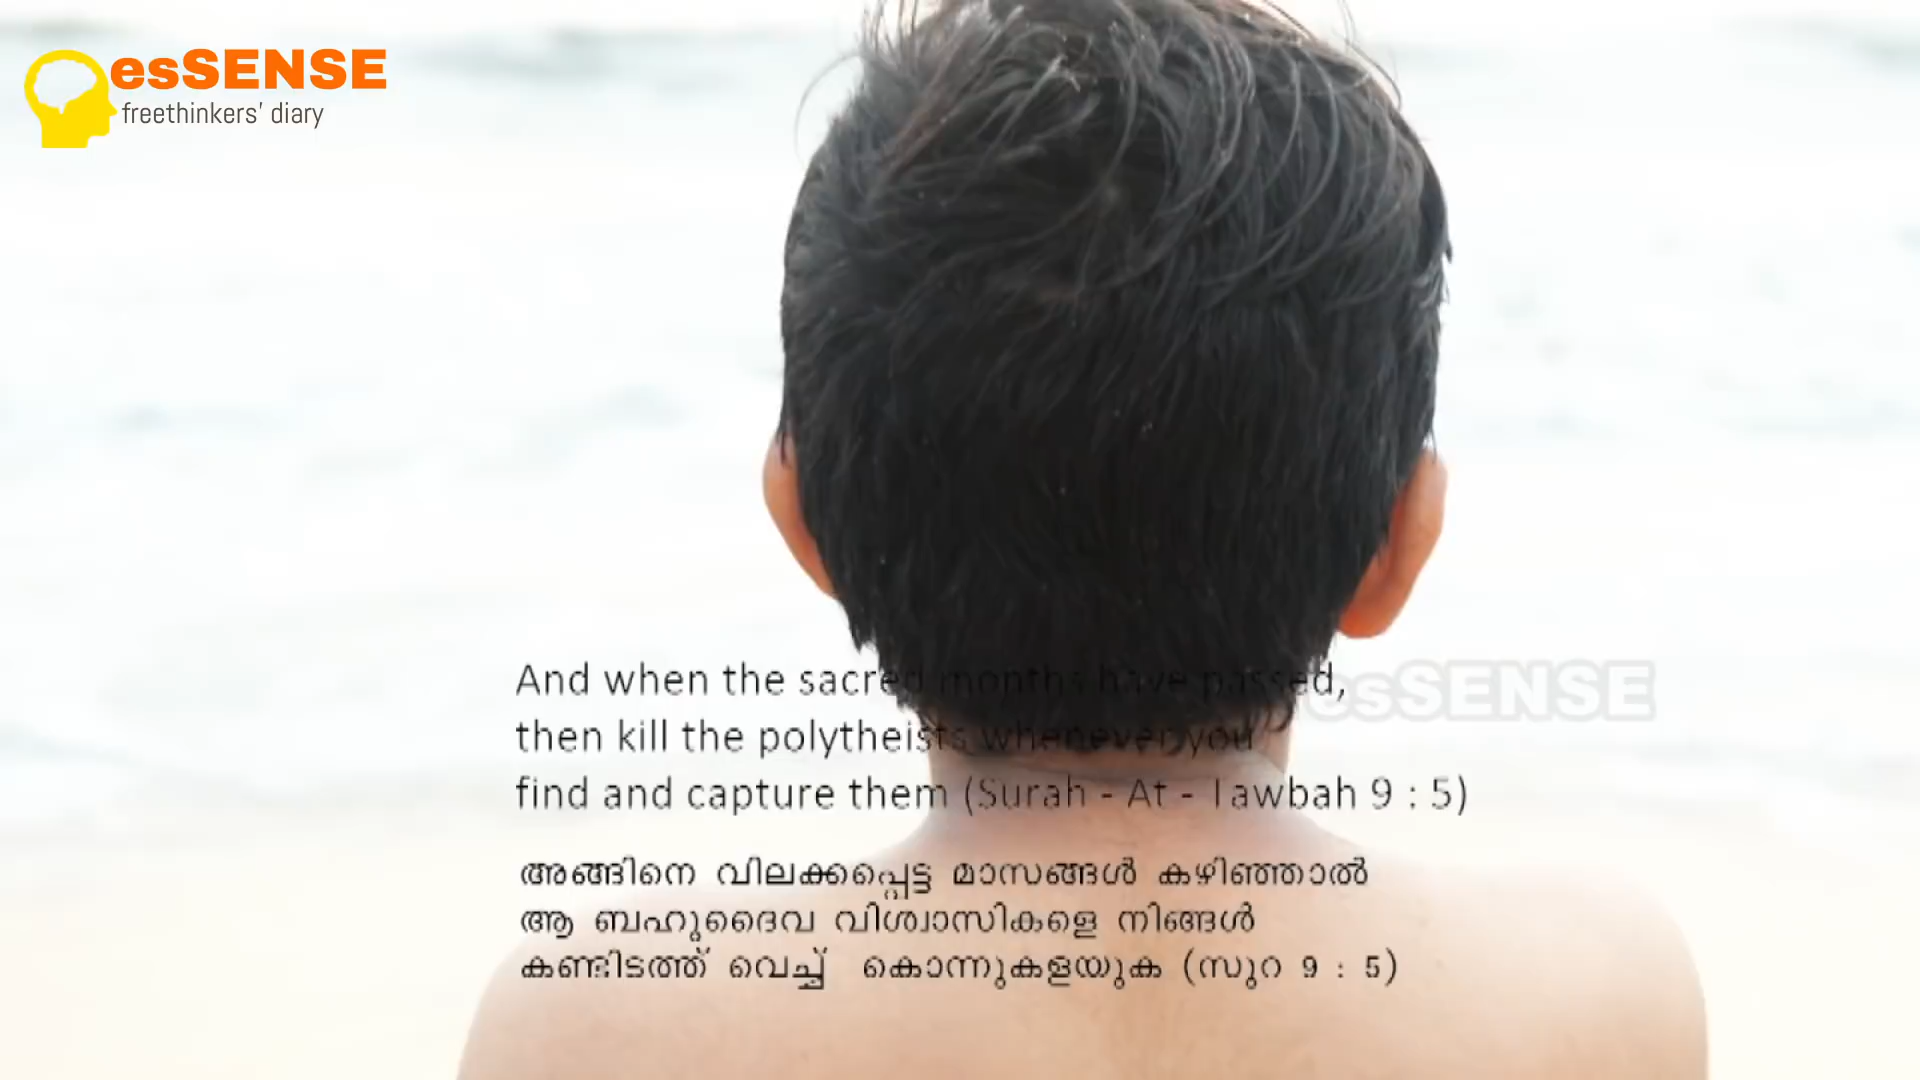 esSENSE
freethinkers' diary
And when the sacred months have passed,
then kill the polytheists whenever you
find and capture them (Surah - At - Tawbah 9 : 5)
esSENSE
അങ്ങിനെ വിലക്കപ്പെട്ട മാസങ്ങൾ കഴിഞ്ഞാൽ
ആ ബഹുദൈവ വിശ്വാസികളെ നിങ്ങൾ
കണ്ടിടത്ത് വെച്ച് കൊന്നുകളയുക (സുറ 9 : 5)